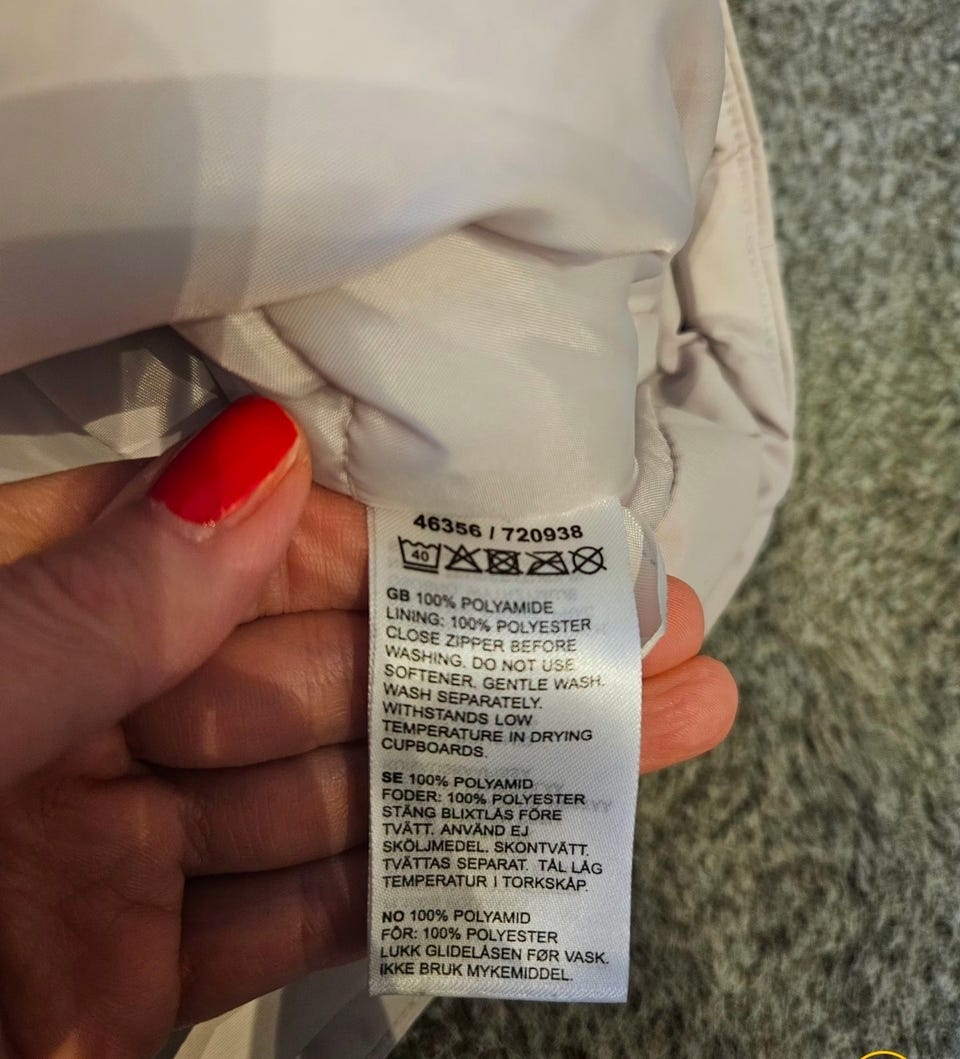 46356 / 720938
40
GB 100% POLYAMIDE
LINING: 100% POLYESTER
CLOSE ZIPPER BEFORE
WASHING. DO NOT USE
SOFTENER. GENTLE WASH.
WASH SEPARATELY.
WITHSTANDS LOW
TEMPERATURE IN DRYING
CUPBOARDS.
SE 100% POLYAMID
FODER: 100% POLYESTER
STÄNG BLIXTLÅS FÖRE
TVÄTT. ANVÄND EJ
SKÖLJMEDEL. SKONTVÄTT.
TVÄTTAS SEPARAT. TÅL LÅG
TEMPERATUR I TORKSKÅP.
NO 100% POLYAMID
FÔR: 100% POLYESTER
LUKK GLIDELÅSEN FØR VASK.
IKKE BRUK MYKEMIDDEL.